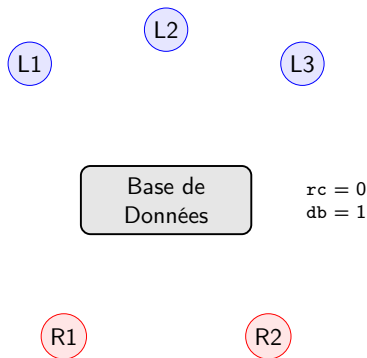 L2
L1
L3
Base de
Données
rc = 0
db = 1
R1
R2